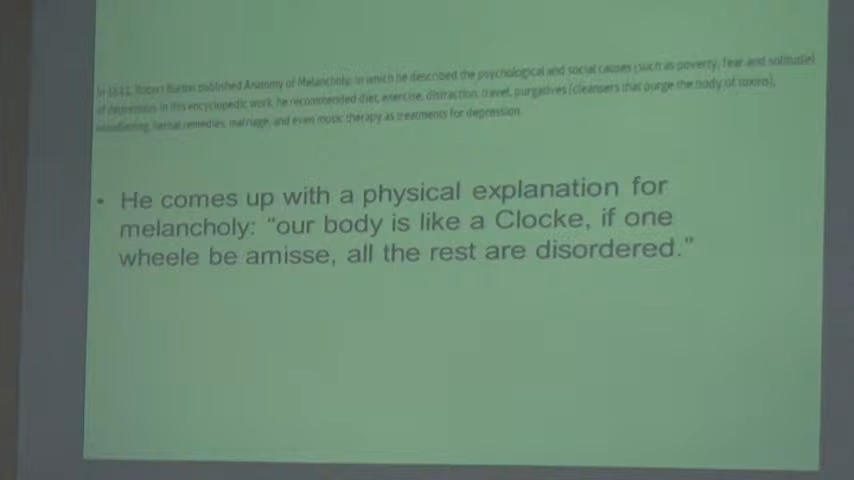 In 1621, Robert Burton published Anatomy of Melancholy, in which he described the psychological and social causes (such as poverty, fear and solitude)
of depression. In this encyclopedic work, he recommended diet, exercise, distraction, travel, purgatives (cleansers that purge the body of toxins),
bloodletting, herbal remedies, marriage, and even music therapy as treatments for depression.
• He comes up with a physical explanation for
melancholy: “our body is like a Clocke, if one
wheele be amisse, all the rest are disordered.”